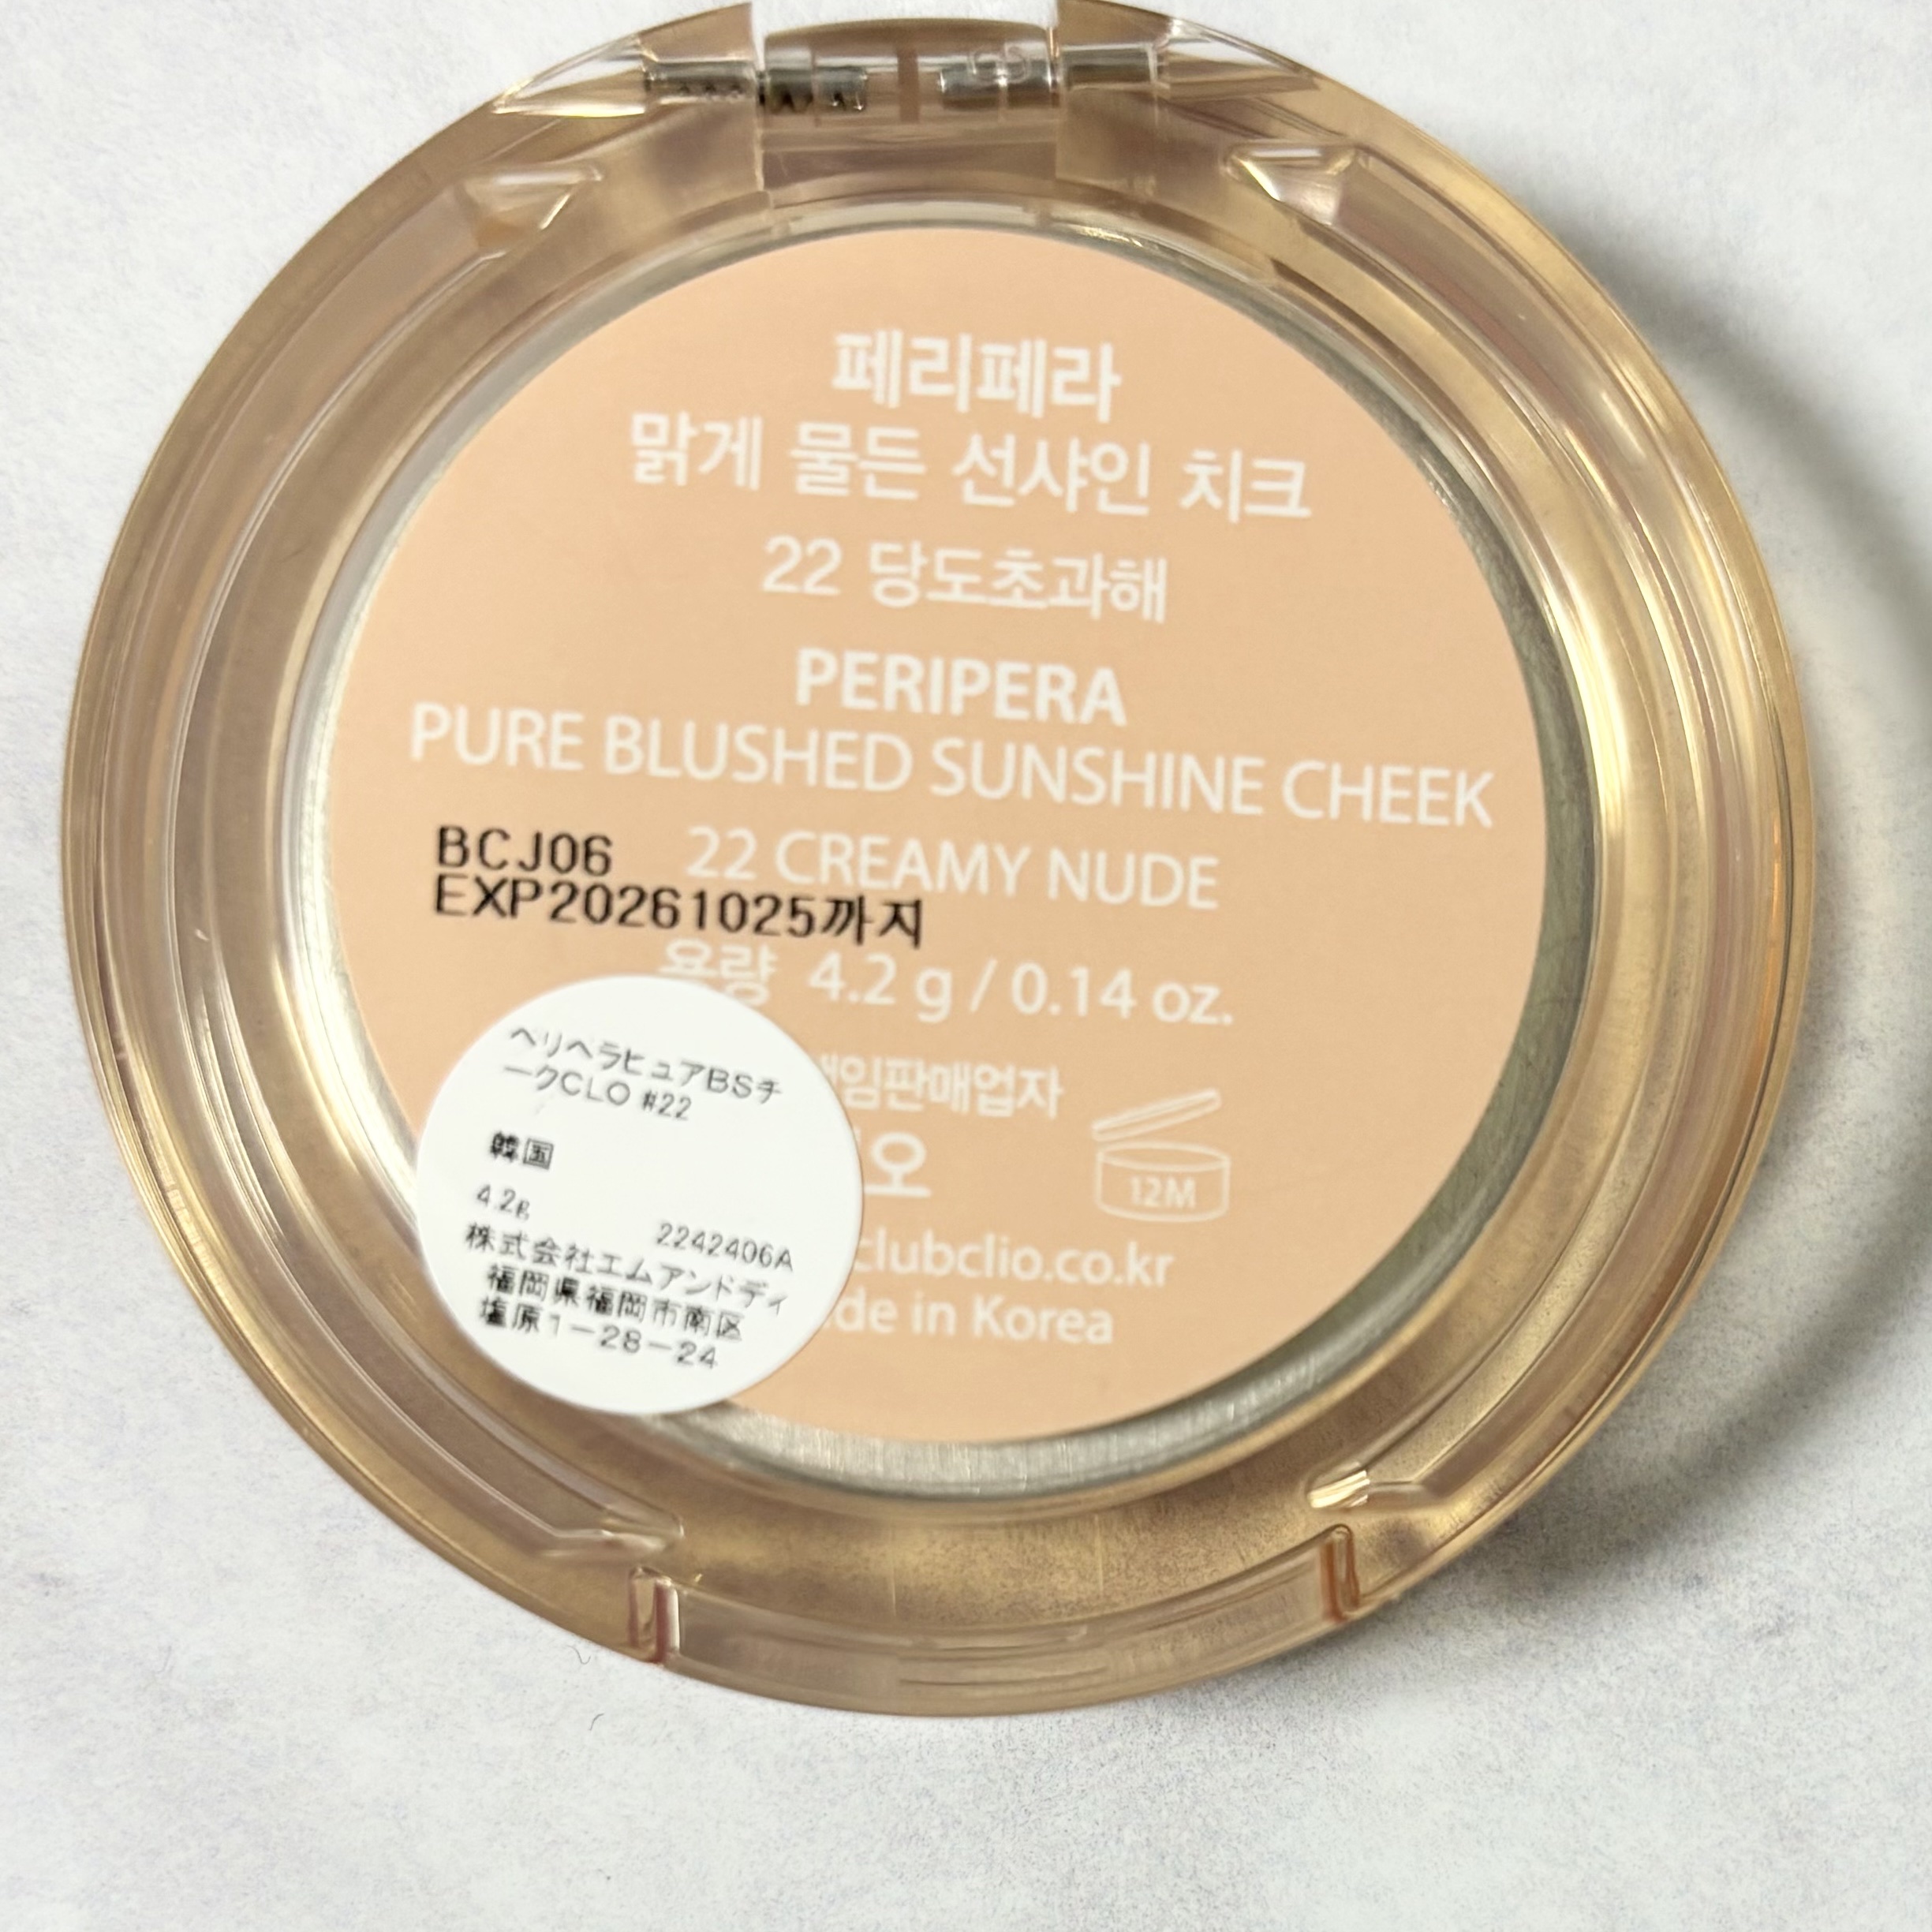 페리페라
맑게 물든 선샤인 치크
22 당도초과해
PERIPERA
PURE BLUSHED SUNSHINE CHEEK
22 CREAMY NUDE
BCJ06
EXP20261025까지
용량 4.2 g / 0.14 oz.
책임판매업자
오
clubclio.co.kr
de in Korea
12M
ペリペラピュアBSチ
ークCLO #22
韓国
4.2g
2242406A
株式会社エムアンドディ
福岡県福岡市南区
塩原1-28-24